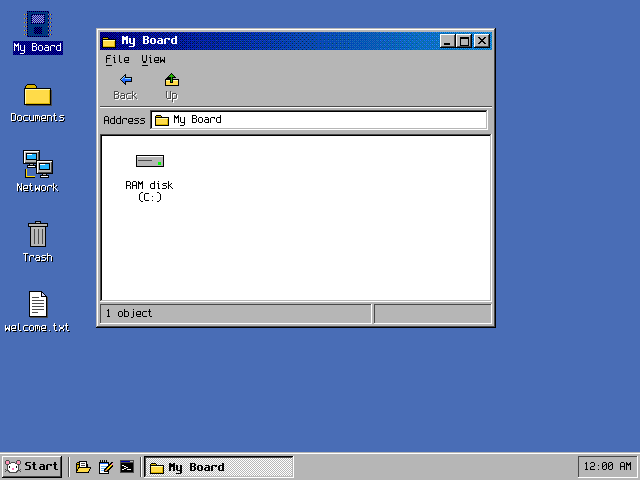 My Board
Documents
Network
Trash
welcome.txt
My Board
File View
Back Up
Address My Board
RAM disk
(C:)
1 object
Start My Board 12:00 AM